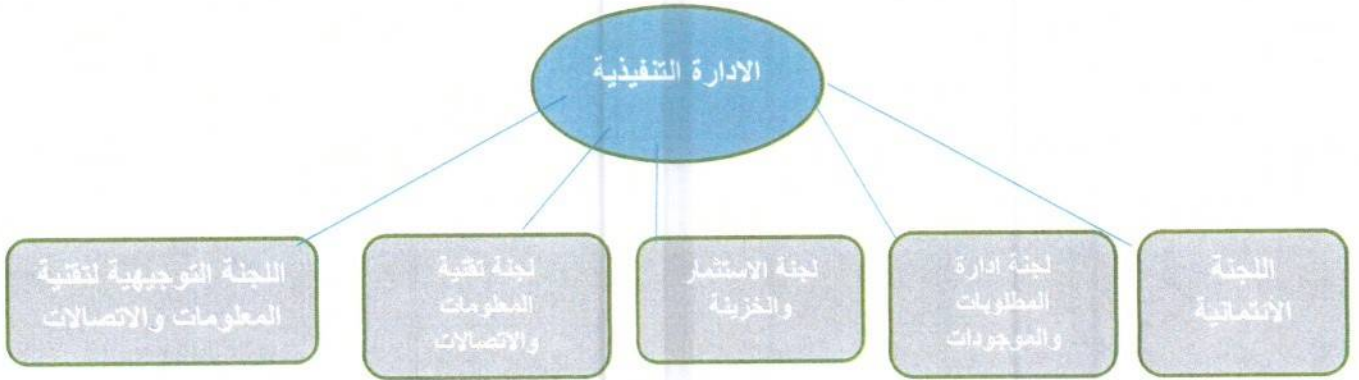 الادارة التنفيذية
اللجنة
الائتمانية
لجنة ادارة
المطلوبات
والموجودات
لجنة الاستثمار
والخزينة
لجنة تقنية
المعلومات
والاتصالات
اللجنة التوجيهية لتقنية
المعلومات والاتصالات